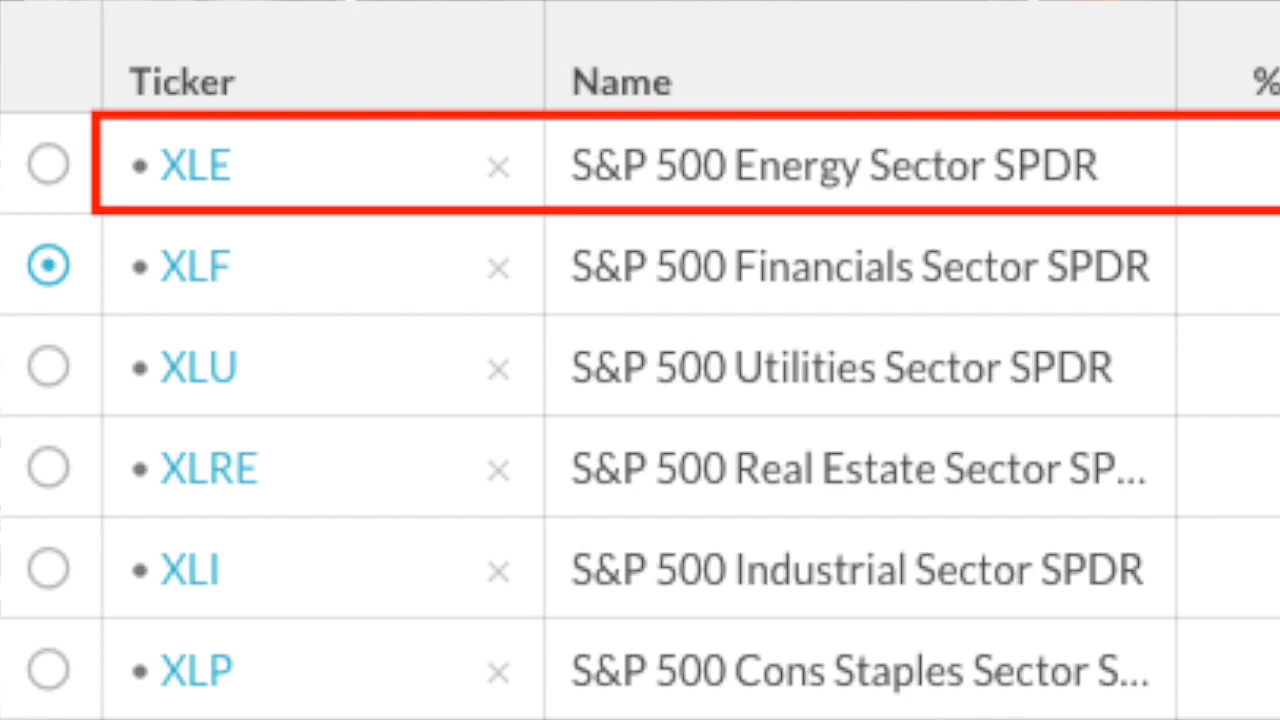 Ticker Name %
• XLE × S&P 500 Energy Sector SPDR
• XLF × S&P 500 Financials Sector SPDR
• XLU × S&P 500 Utilities Sector SPDR
• XLRE × S&P 500 Real Estate Sector SP...
• XLI × S&P 500 Industrial Sector SPDR
• XLP × S&P 500 Cons Staples Sector S...